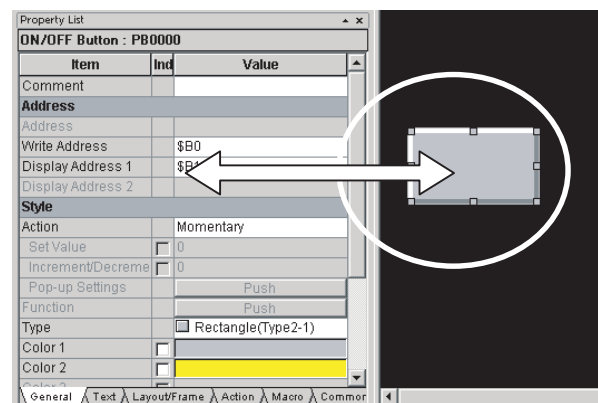 Property List
ON/OFF Button : PB0000
Item Ind Value
Comment
Address
Address
Write Address $B0
Display Address 1
Display Address 2
Style
Action Momentary
Set Value 0
Increment/Decreme 0
Pop-up Settings Push
Function Push
Type Rectangle(Type2-1)
Color 1
Color 2
General Text Layout/Frame Action Macro Common